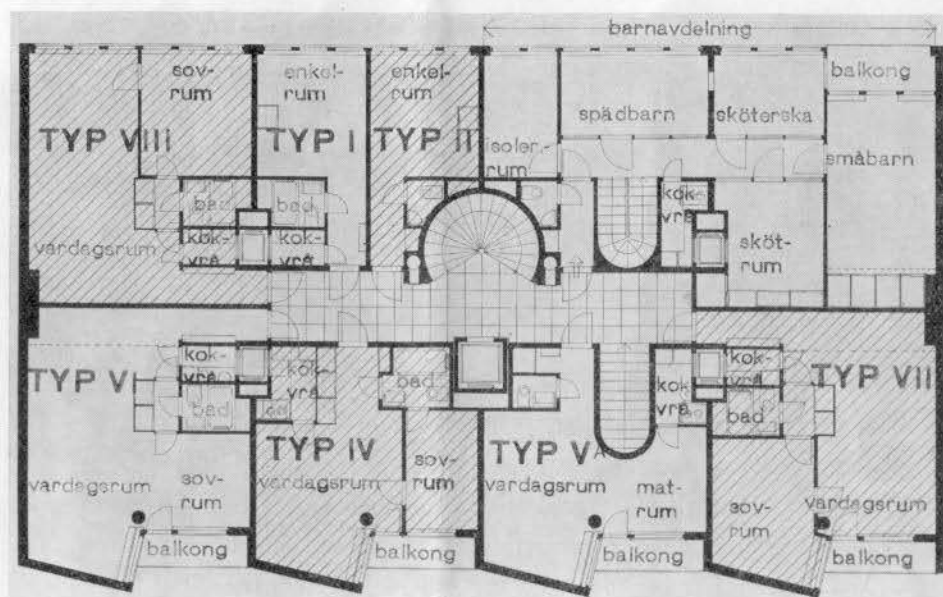 barnavdelning
sov-
rum
TYP VIII
bad
kok-
vrå
vardagsrum
enkel-
rum
TYP I
bad
kok-
vrå
enkel-
rum
TYP II
isoler.-
rum
spädbarn
sköterska
balkong
småbarn
kok-
vrå
sköt-
rum
TYP VI
kok-
vrå
bad
vardagsrum
sov-
rum
balkong
kok-
vrå
bad
TYP IV
vardagsrum
sov-
rum
balkong
TYP VA
vardagsrum
kok-
vrå
mat-
rum
balkong
kok-
vrå
bad
TYP VII
sov-
rum
vardagsrum
balkong